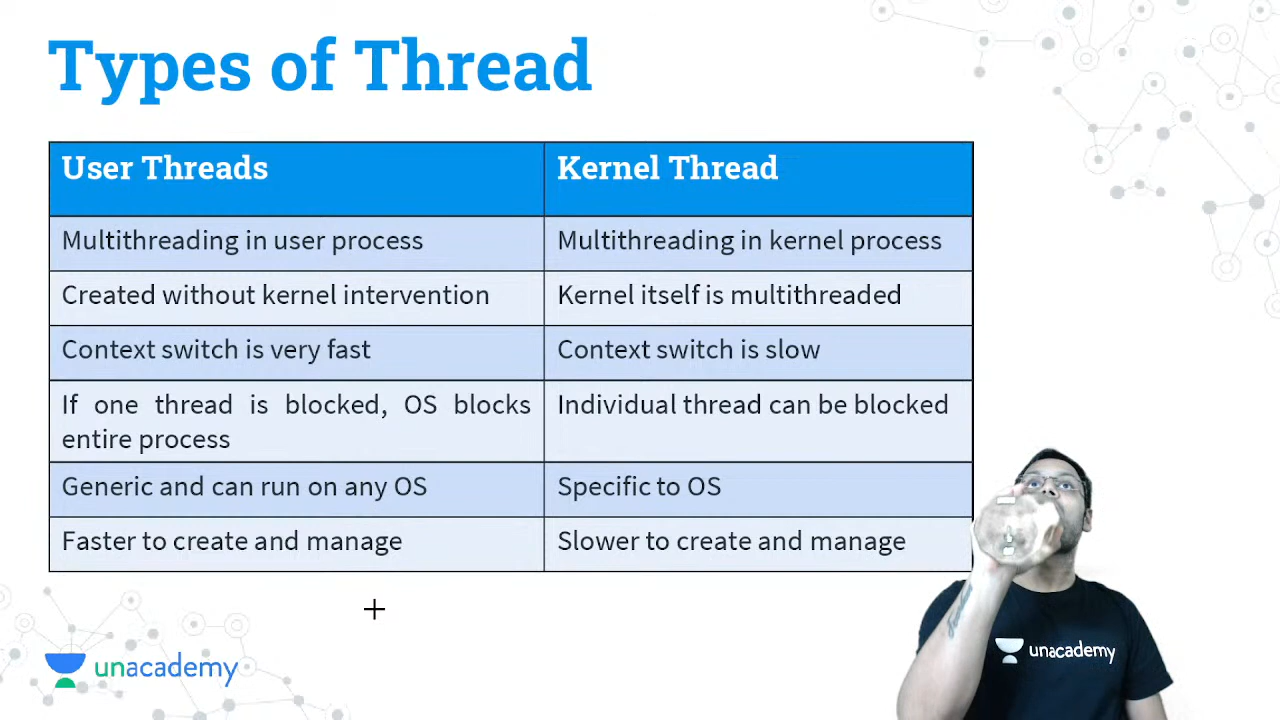 Types of Thread
User Threads
Kernel Thread
Multithreading in user process
Multithreading in kernel process
Created without kernel intervention
Kernel itself is multithreaded
Context switch is very fast
Context switch is slow
If one thread is blocked, OS blocks
entire process
Individual thread can be blocked
Generic and can run on any OS
Specific to OS
Faster to create and manage
Slower to create and manage
unacademy
unacademy